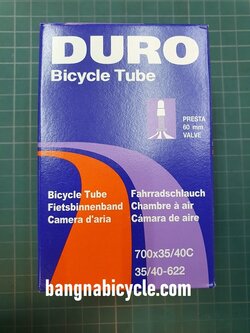 DURO
Bicycle Tube
PRESTA
60 mm
VALVE
Bicycle Tube
Fietsbinnenband
Camera d'aria
Fahrradschlauch
Chambre à air
Cámara de aire
700x35/40C
35/40-622
bangnabicycle.com